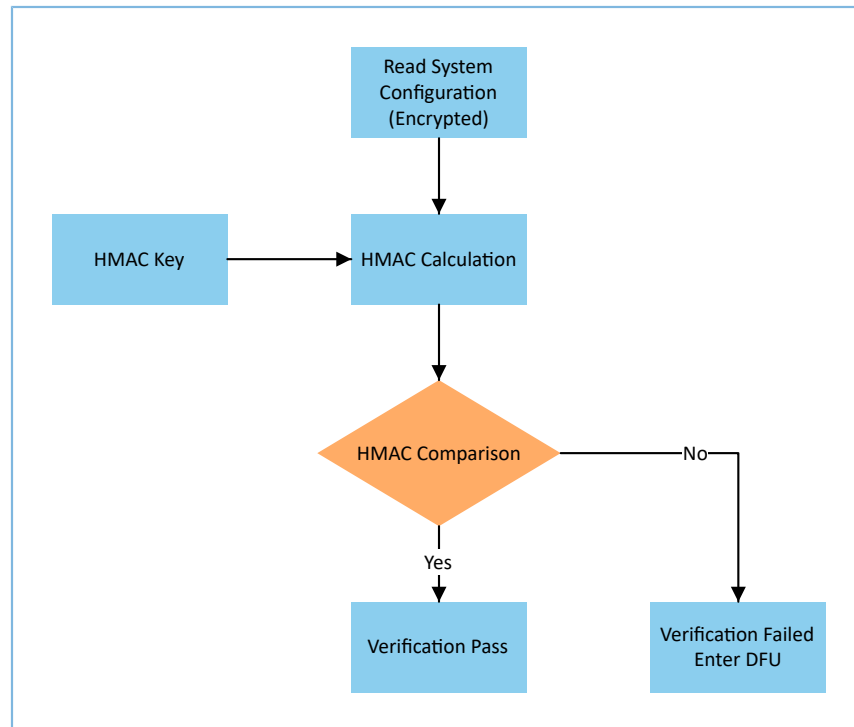 Read System
Configuration
(Encrypted)
HMAC Key
HMAC Calculation
HMAC Comparison
No
Yes
Verification Pass
Verification Failed
Enter DFU